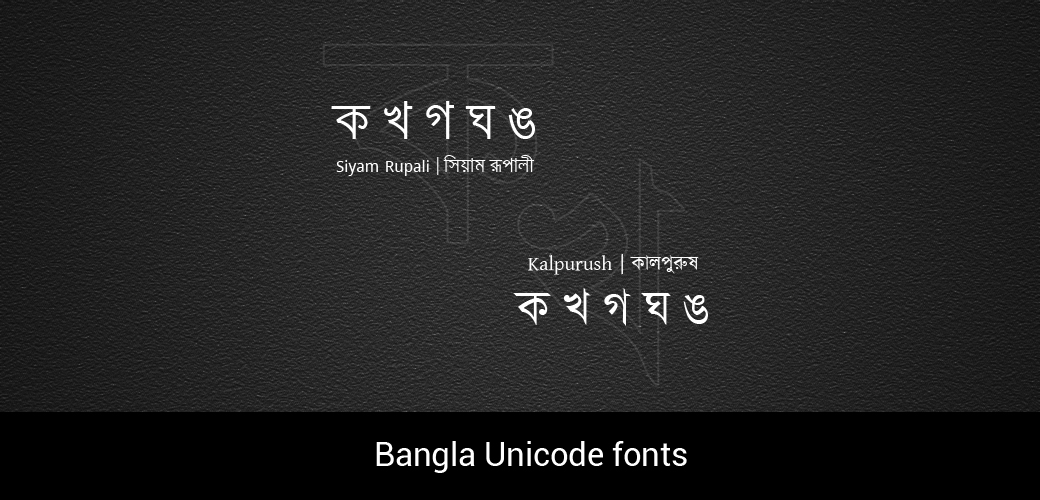 ক খ গ ঘ ঙ
Siyam Rupali | সিয়াম রূপালী
Kalpurush | কালপুরুষ
ক খ গ ঘ ঙ
Bangla Unicode fonts